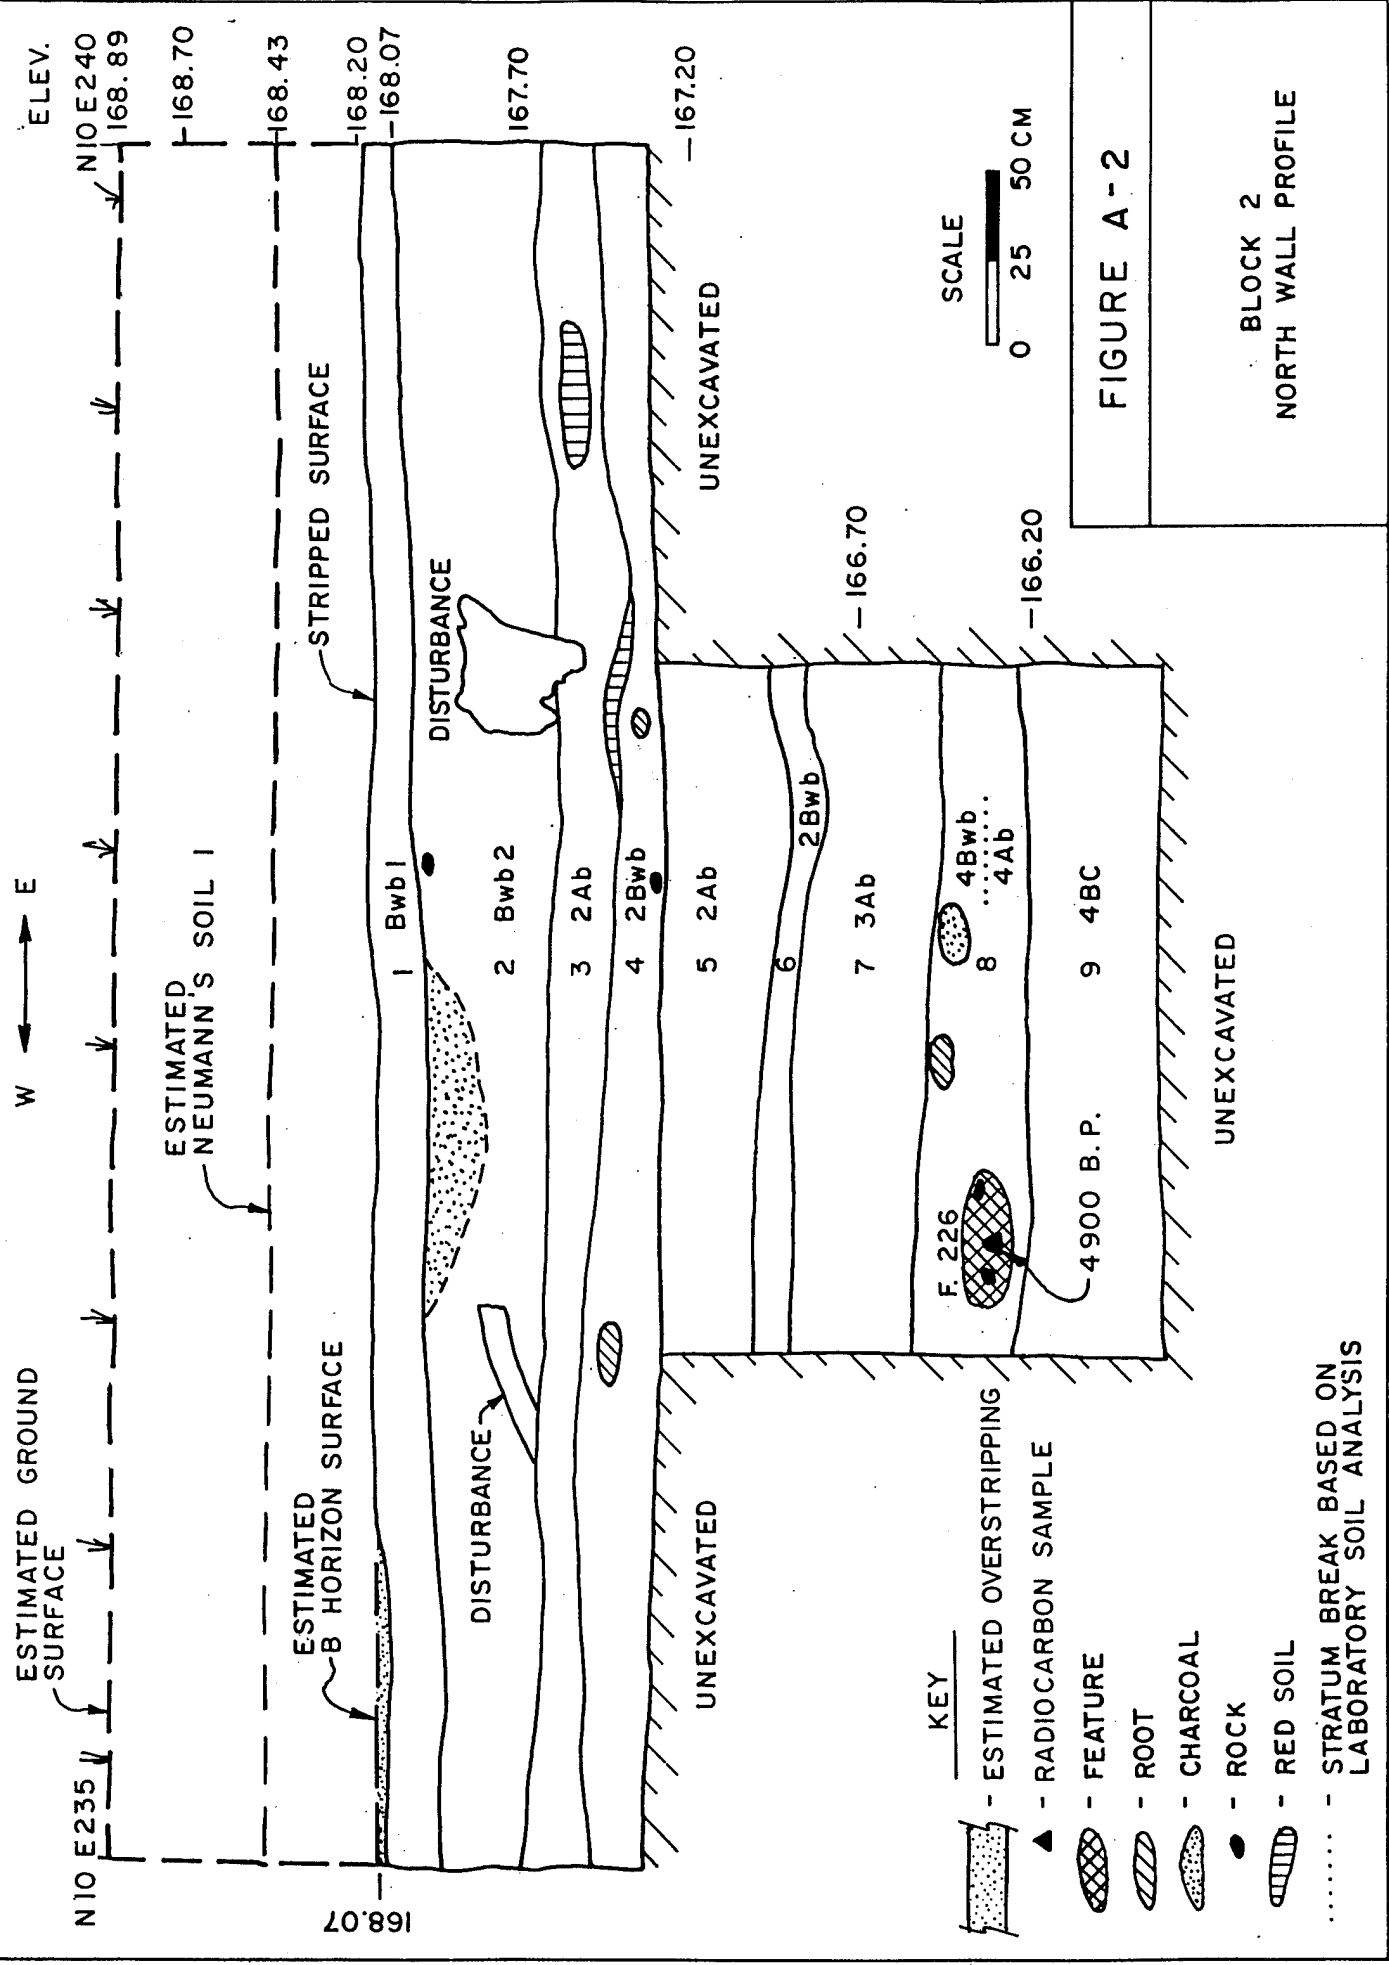 W E
ELEV.
ESTIMATED GROUND
SURFACE
N10 E235
N10 E240
168.89
-168.70
ESTIMATED
NEUMANN'S SOIL 1
168.43
STRIPPED SURFACE
ESTIMATED
B HORIZON SURFACE
168.20
-168.07
168.07
1 Bwb1
DISTURBANCE
2 Bwb2
167.70
DISTURBANCE
3 2Ab
4 2Bwb
-167.20
UNEXCAVATED
UNEXCAVATED
5 2Ab
6 2Bwb
7 3Ab
-166.70
F. 226
4Bwb
8 ......
4Ab
-166.20
9 4BC
4900 B.P.
UNEXCAVATED
SCALE
0 25 50 CM
KEY
- ESTIMATED OVERSTRIPPING
- RADIOCARBON SAMPLE
- FEATURE
- ROOT
- CHARCOAL
- ROCK
- RED SOIL
...... - STRATUM BREAK BASED ON
LABORATORY SOIL ANALYSIS
FIGURE A-2
BLOCK 2
NORTH WALL PROFILE